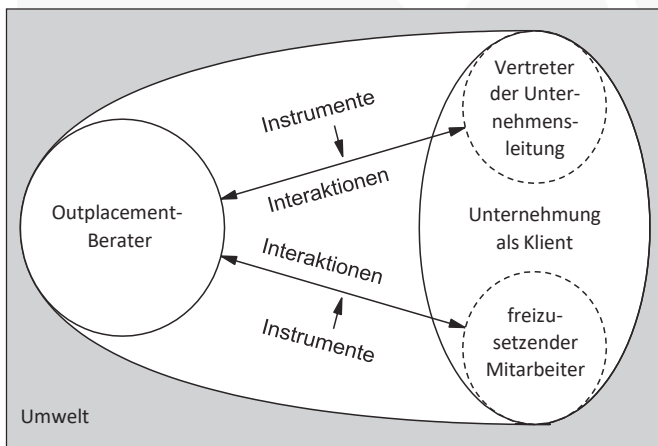 Vertreter
der Unter-
nehmens-
leitung
Instrumente
Interaktionen
Outplacement-
Berater
Unternehmung
als Klient
Interaktionen
Instrumente
freizu-
setzender
Mitarbeiter
Umwelt